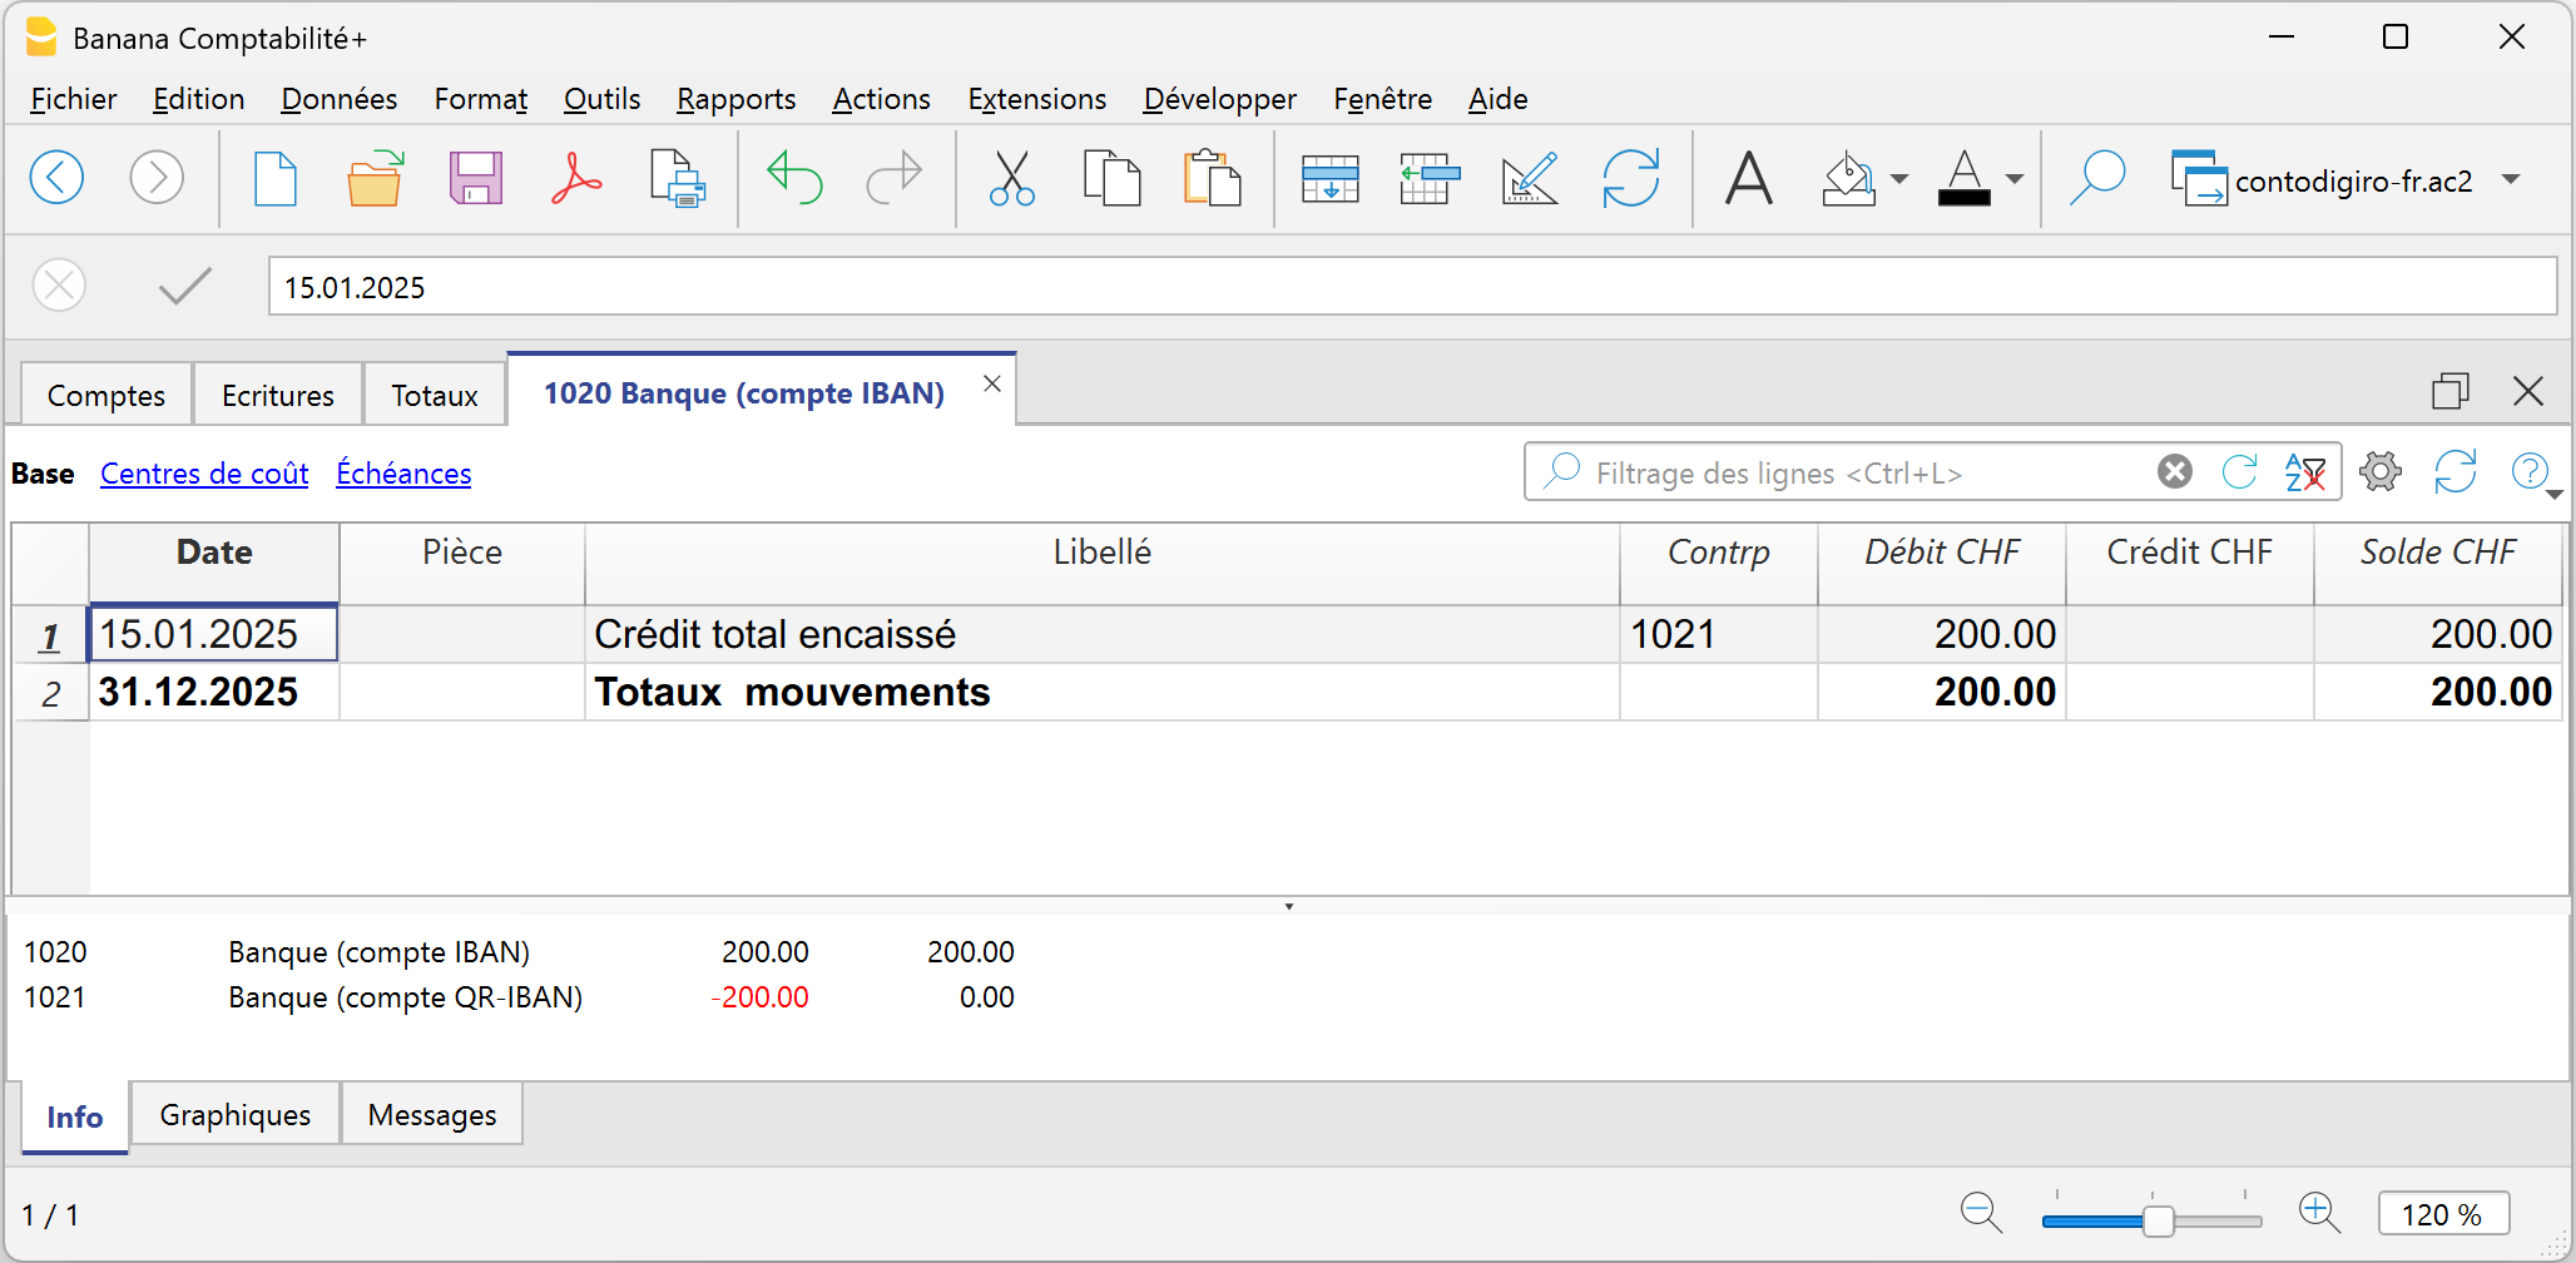 Banana Comptabilité+
Fichier Edition Données Format Outils Rapports Actions Extensions Développer Fenêtre Aide
contodigiro-fr.ac2
15.01.2025
Comptes Ecritures Totaux 1020 Banque (compte IBAN)
Base Centres de coût Échéances Filtrage des lignes <Ctrl+L>
Date Pièce Libellé Contrp Débit CHF Crédit CHF Solde CHF
1 15.01.2025 Crédit total encaissé 1021 200.00 200.00
2 31.12.2025 Totaux mouvements 200.00 200.00
1020 Banque (compte IBAN) 200.00 200.00
1021 Banque (compte QR-IBAN) -200.00 0.00
Info Graphiques Messages
1 / 1 120 %